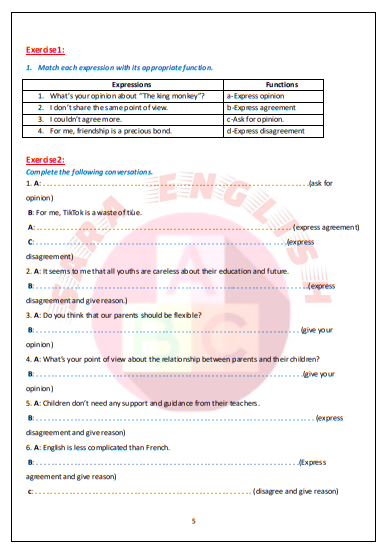 Exercise1:
1. Match each expression with its appropriate function.
Expressions Functions
1. What's your opinion about "The king monkey"? a-Express opinion
2. I don't share the same point of view. b-Express agreement
3. I couldn't agree more. c-Ask for opinion.
4. For me, friendship is a precious bond. d-Express disagreement
Exercise2:
Complete the following conversations.
1. A: ........................................(ask for
opinion)
B: For me, TikTok is a waste of time.
A: ........................................ (express agreement)
C: ........................................(express
disagreement)
2. A: It seems to me that all youths are careless about their education and future.
B: ........................................(express
disagreement and give reason.)
3. A: Do you think that our parents should be flexible?
B: ........................................(give your
opinion)
4. A: What's your point of view about the relationship between parents and their children?
B: ........................................(give your
opinion)
5. A: Children don't need any support and guidance from their teachers.
B: ........................................ (express
disagreement and give reason)
6. A: English is less complicated than French.
B: ........................................(Express
agreement and give reason)
c: ........................................ (disagree and give reason)
SARA ENGLISH
A
B C
5